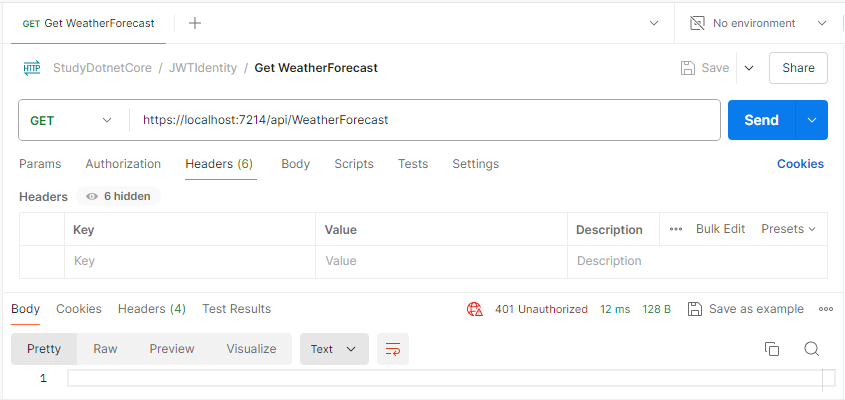 GET Get WeatherForecast
No environment
HTTP StudyDotnetCore / JWTIdentity / Get WeatherForecast Save Share
GET https://localhost:7214/api/WeatherForecast Send
Params Authorization Headers (6) Body Scripts Tests Settings Cookies
Headers 6 hidden
Key Value Description Bulk Edit Presets
Key Value Description
Body Cookies Headers (4) Test Results 401 Unauthorized 12 ms 128 B Save as example
Pretty Raw Preview Visualize Text
1